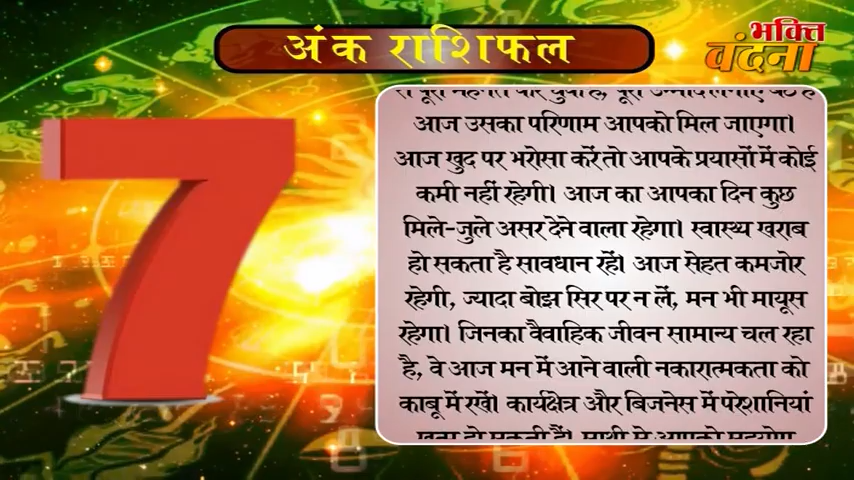 अंक राशिफल
भक्ति
वंदना
7
आज उसका परिणाम आपको मिल जाएगा।
आज खुद पर भरोसा करें तो आपके प्रयासों में कोई
कमी नहीं रहेगी। आज का आपका दिन कुछ
मिले-जुले असर देने वाला रहेगा। स्वास्थ्य खराब
हो सकता है सावधान रहें। आज सेहत कमजोर
रहेगी, ज्यादा बोझ सिर पर न लें, मन भी मायूस
रहेगा। जिनका वैवाहिक जीवन सामान्य चल रहा
है, वे आज मन में आने वाली नकारात्मकता को
काबू में रखें। कार्यक्षेत्र और बिजनेस में परेशानियां